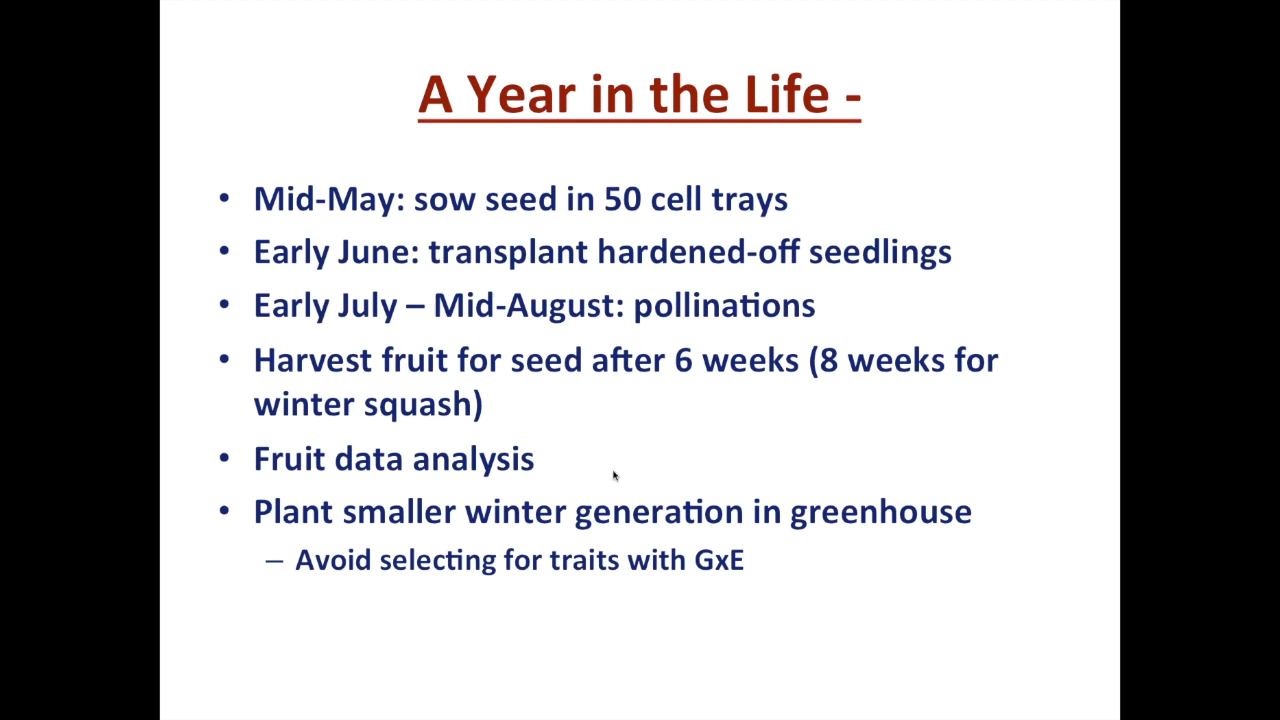 A Year in the Life -
• Mid-May: sow seed in 50 cell trays
• Early June: transplant hardened-off seedlings
• Early July – Mid-August: pollinations
• Harvest fruit for seed after 6 weeks (8 weeks for
winter squash)
• Fruit data analysis
• Plant smaller winter generation in greenhouse
– Avoid selecting for traits with GxE